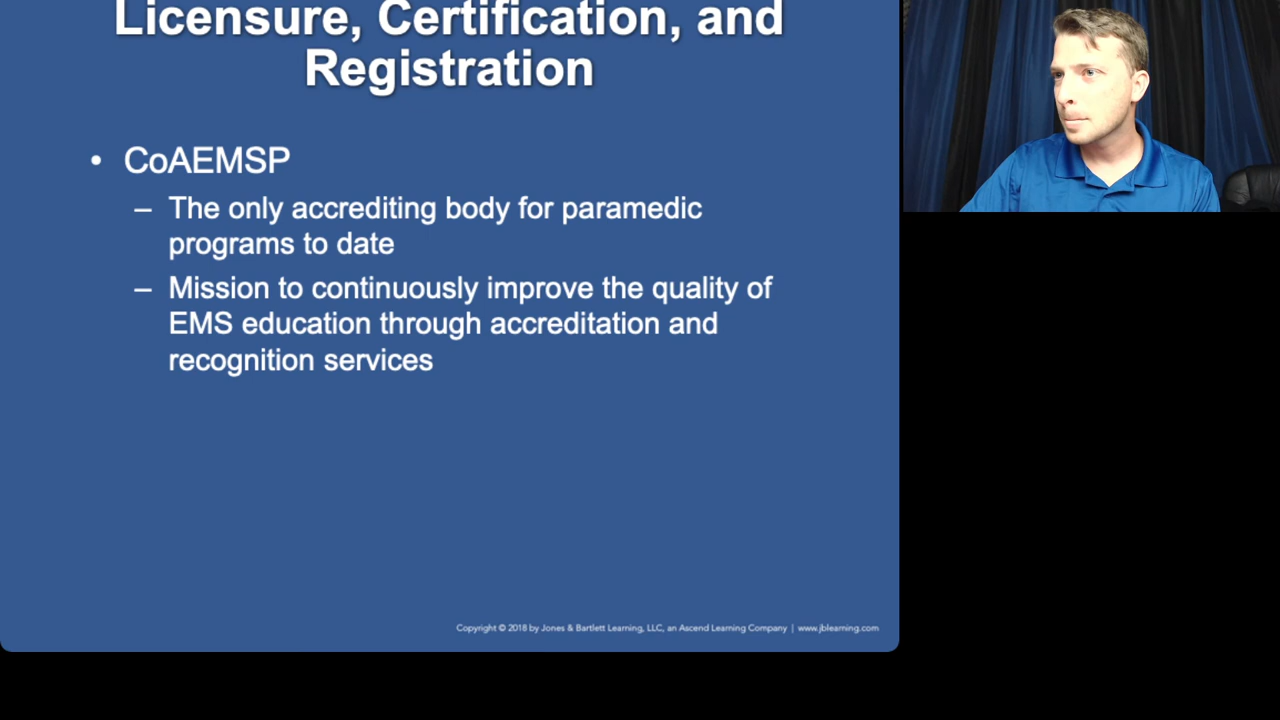 Licensure, Certification, and
Registration
• CoAEMSP
– The only accrediting body for paramedic
programs to date
– Mission to continuously improve the quality of
EMS education through accreditation and
recognition services
Copyright © 2018 by Jones & Bartlett Learning, LLC, an Ascend Learning Company | www.jblearning.com